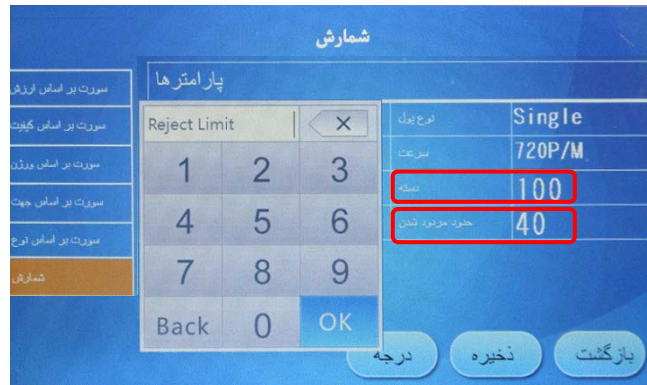 شمارش
پارامترها
سورت بر اساس ارزش
سورت بر اساس کیفیت
سورت بر اساس ورژن
سورت بر اساس جهت
سورت بر اساس نوع
شمارش
Reject Limit
1 2 3
4 5 6
7 8 9
Back 0 OK
نوع پول Single
سرعت 720P/M
دسته 100
حدود مردود شدن 40
درجه
ذخیره
بازگشت